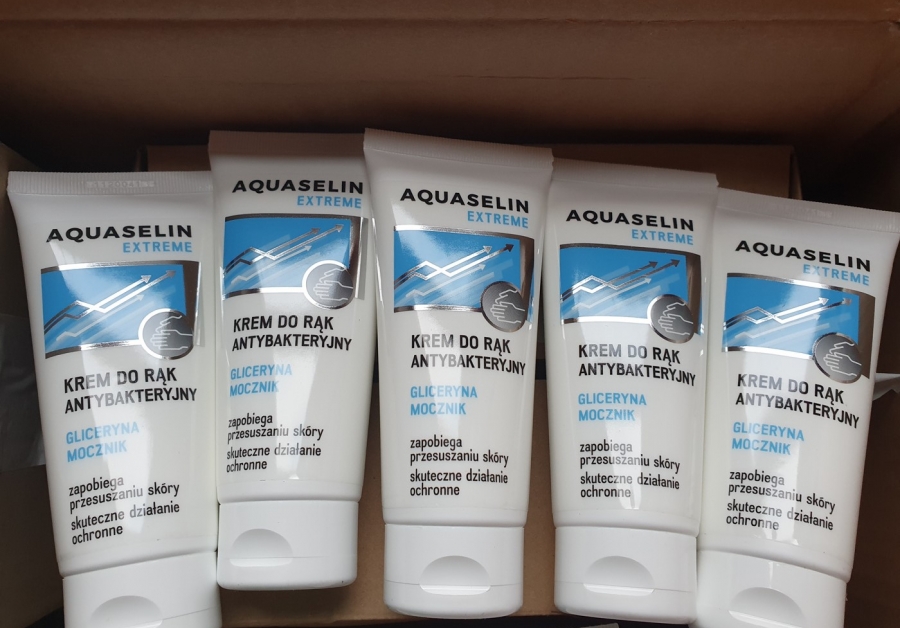 AQUASELIN
EXTREME
KREM DO RĄK
ANTYBAKTERYJNY
GLICERYNA
MOCZNIK
zapobiega
przesuszaniu skóry
skuteczne działanie
ochronne
AQUASELIN
EXTREME
KREM DO RĄK
ANTYBAKTERYJNY
GLICERYNA
MOCZNIK
zapobiega
przesuszaniu skóry
skuteczne działanie
ochronne
AQUASELIN
EXTREME
KREM DO RĄK
ANTYBAKTERYJNY
GLICERYNA
MOCZNIK
zapobiega
przesuszaniu skóry
skuteczne działanie
ochronne
AQUASELIN
EXTREME
KREM DO RĄK
ANTYBAKTERYJNY
GLICERYNA
MOCZNIK
zapobiega
przesuszaniu skóry
skuteczne działanie
ochronne
AQUASELIN
EXTREME
KREM DO RĄK
ANTYBAKTERYJNY
GLICERYNA
MOCZNIK
zapobiega
przesuszaniu skóry
skuteczne działanie
ochronne